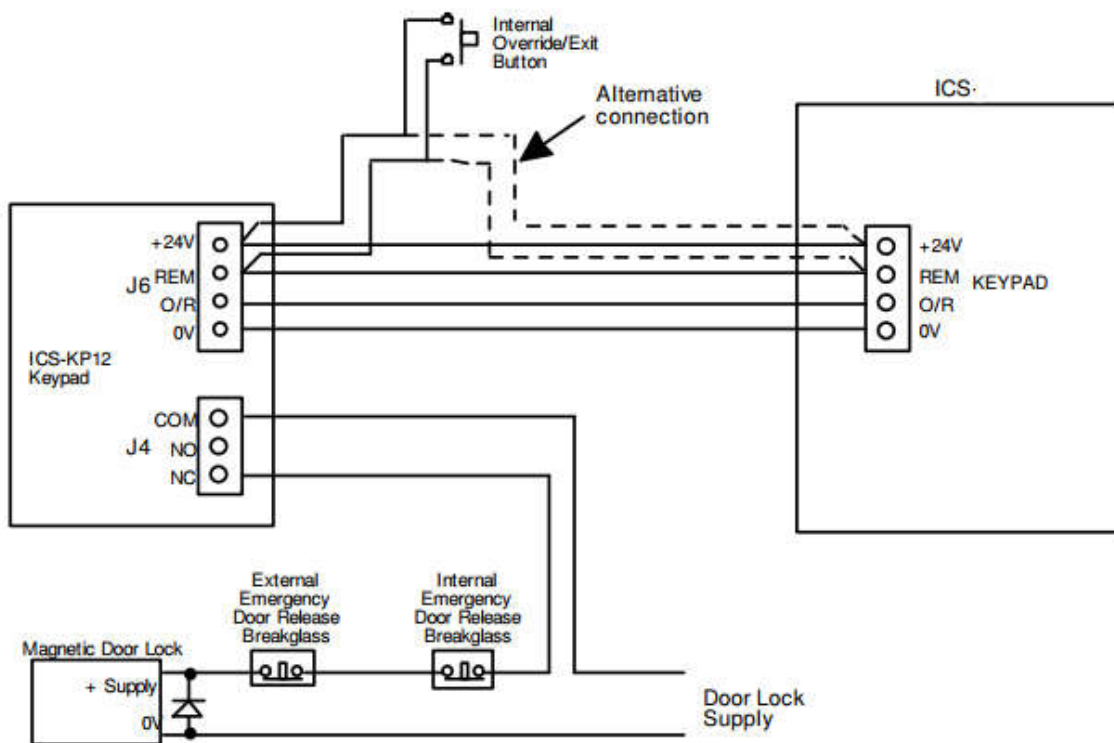 Internal
Override/Exit
Button
Alternative
connection
ICS-
+24V
REM
J6
O/R
0V
ICS-KP12
Keypad
+24V
REM
KEYPAD
O/R
0V
COM
J4
NO
NC
External
Emergency
Door Release
Breakglass
Internal
Emergency
Door Release
Breakglass
Magnetic Door Lock
+ Supply
0V
Door Lock
Supply